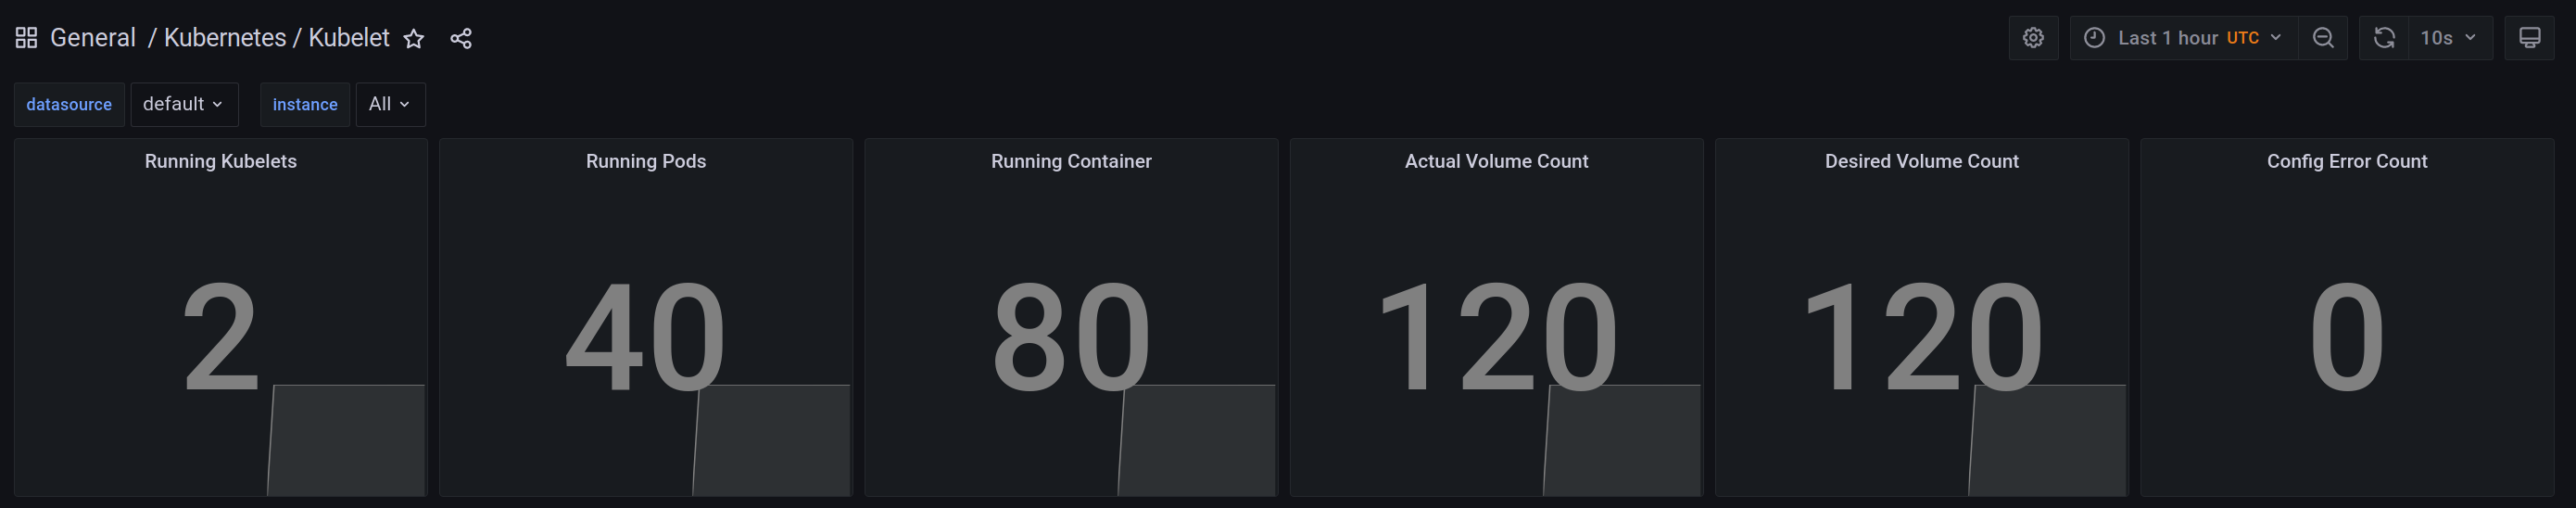 General / Kubernetes / Kubelet
Last 1 hour UTC
10s
datasource default instance All
Running Kubelets
2
Running Pods
40
Running Container
80
Actual Volume Count
120
Desired Volume Count
120
Config Error Count
0